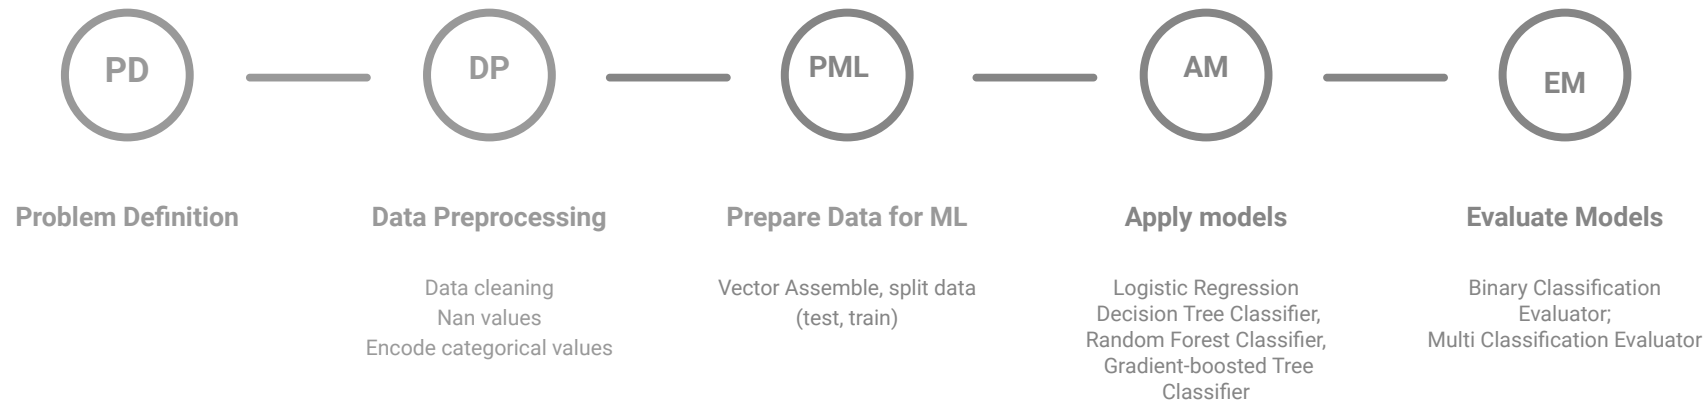 PD
DP
PML
AM
EM
Problem Definition
Data Preprocessing
Prepare Data for ML
Apply models
Evaluate Models
Data cleaning
Nan values
Encode categorical values
Vector Assemble, split data
(test, train)
Logistic Regression
Decision Tree Classifier,
Random Forest Classifier,
Gradient-boosted Tree
Classifier
Binary Classification
Evaluator;
Multi Classification Evaluator